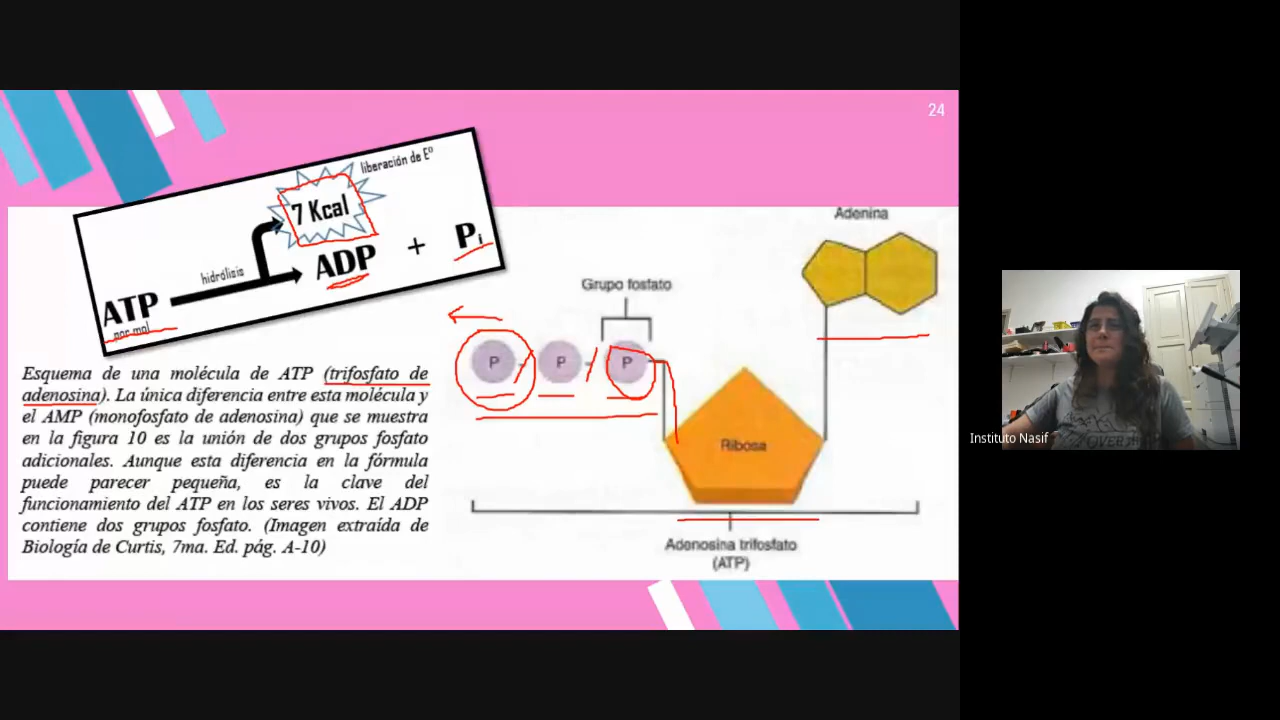 24
liberación de Eº
7 Kcal
hidrólisis
ATP
por mol
ADP + Pi
Adenina
Grupo fosfato
P P P
Ribosa
Adenosina trifosfato
(ATP)
Esquema de una molécula de ATP (trifosfato de
adenosina). La única diferencia entre esta molécula y
el AMP (monofosfato de adenosina) que se muestra
en la figura 10 es la unión de dos grupos fosfato
adicionales. Aunque esta diferencia en la fórmula
puede parecer pequeña, es la clave del
funcionamiento del ATP en los seres vivos. El ADP
contiene dos grupos fosfato. (Imagen extraída de
Biología de Curtis, 7ma. Ed. pág. A-10)
Instituto Nasif